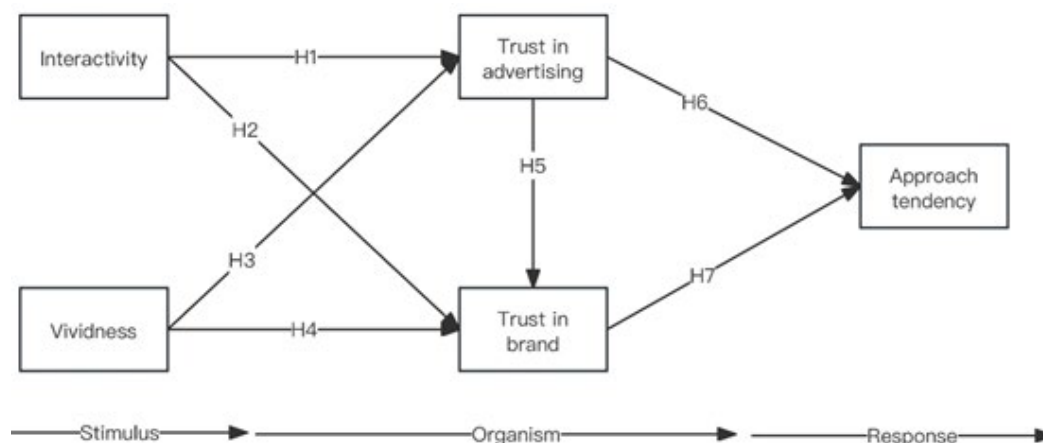 Interactivity
H1
Trust in
advertising
H2
H6
H5
Approach
tendency
H3
H7
Vividness
H4
Trust in
brand
Stimulus
Organism
Response